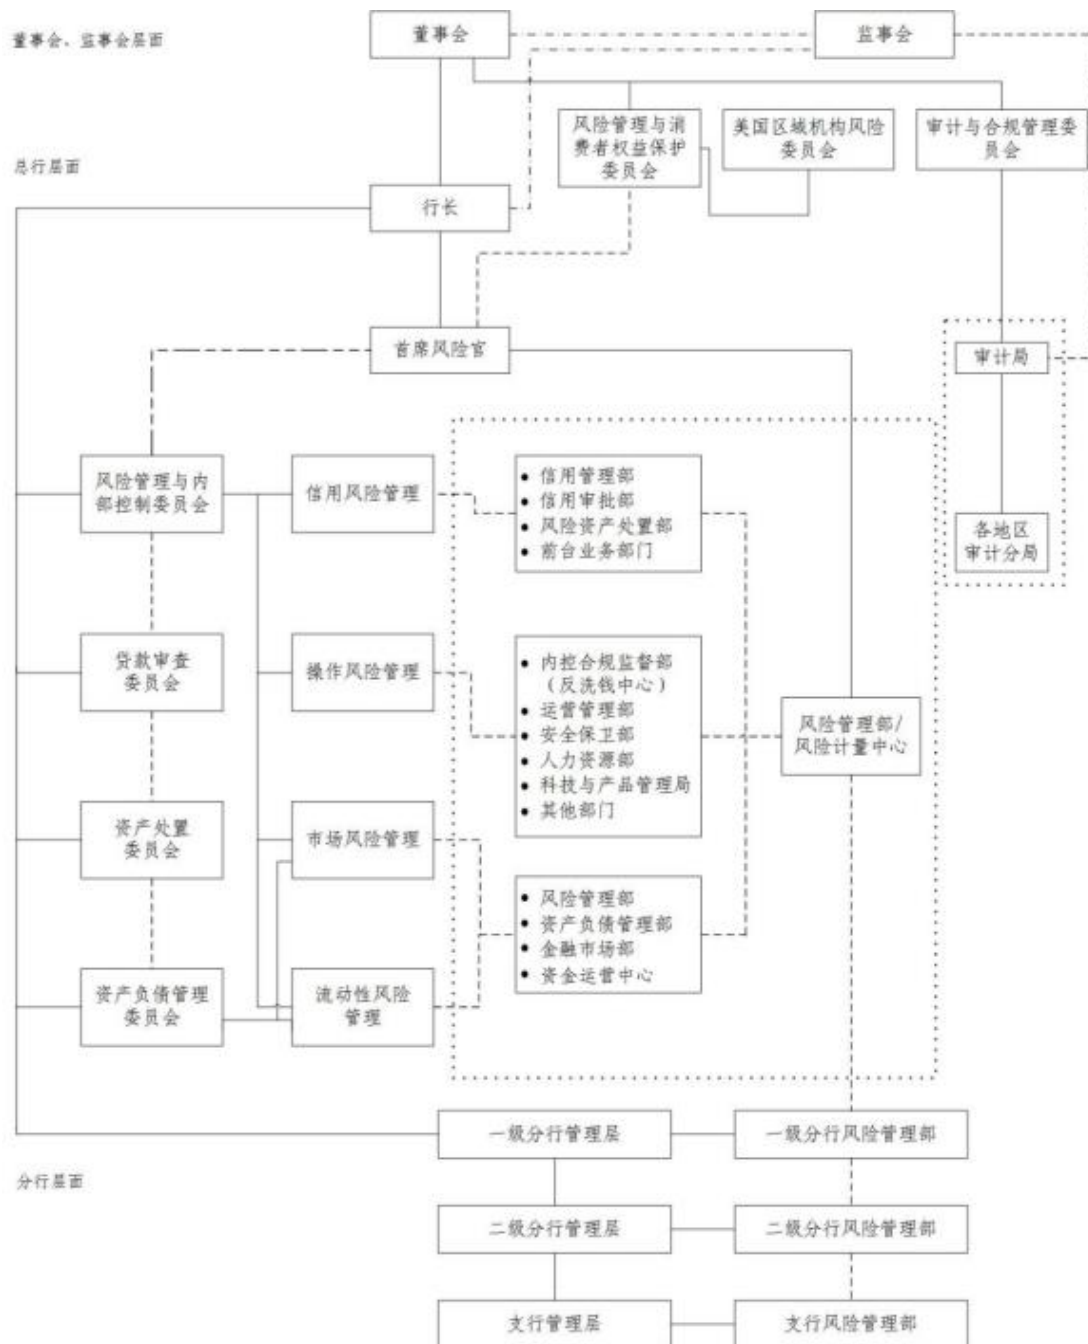 董事会、监事会层面
董事会
监事会
风险管理与消
费者权益保护
委员会
美国区域机构风险
委员会
审计与合规管理委
员会
总行层面
行长
首席风险官
审计局
风险管理与内
部控制委员会
信用风险管理
• 信用管理部
• 信用审批部
• 风险资产处置部
• 前台业务部门
各地区
审计分局
贷款审查
委员会
操作风险管理
• 内控合规监督部
（反洗钱中心）
• 运营管理部
• 安全保卫部
• 人力资源部
• 科技与产品管理局
• 其他部门
风险管理部/
风险计量中心
资产处置
委员会
市场风险管理
• 风险管理部
• 资产负债管理部
• 金融市场部
• 资金运营中心
资产负债管理
委员会
流动性风险
管理
一级分行管理层
一级分行风险管理部
分行层面
二级分行管理层
二级分行风险管理部
支行管理层
支行风险管理部